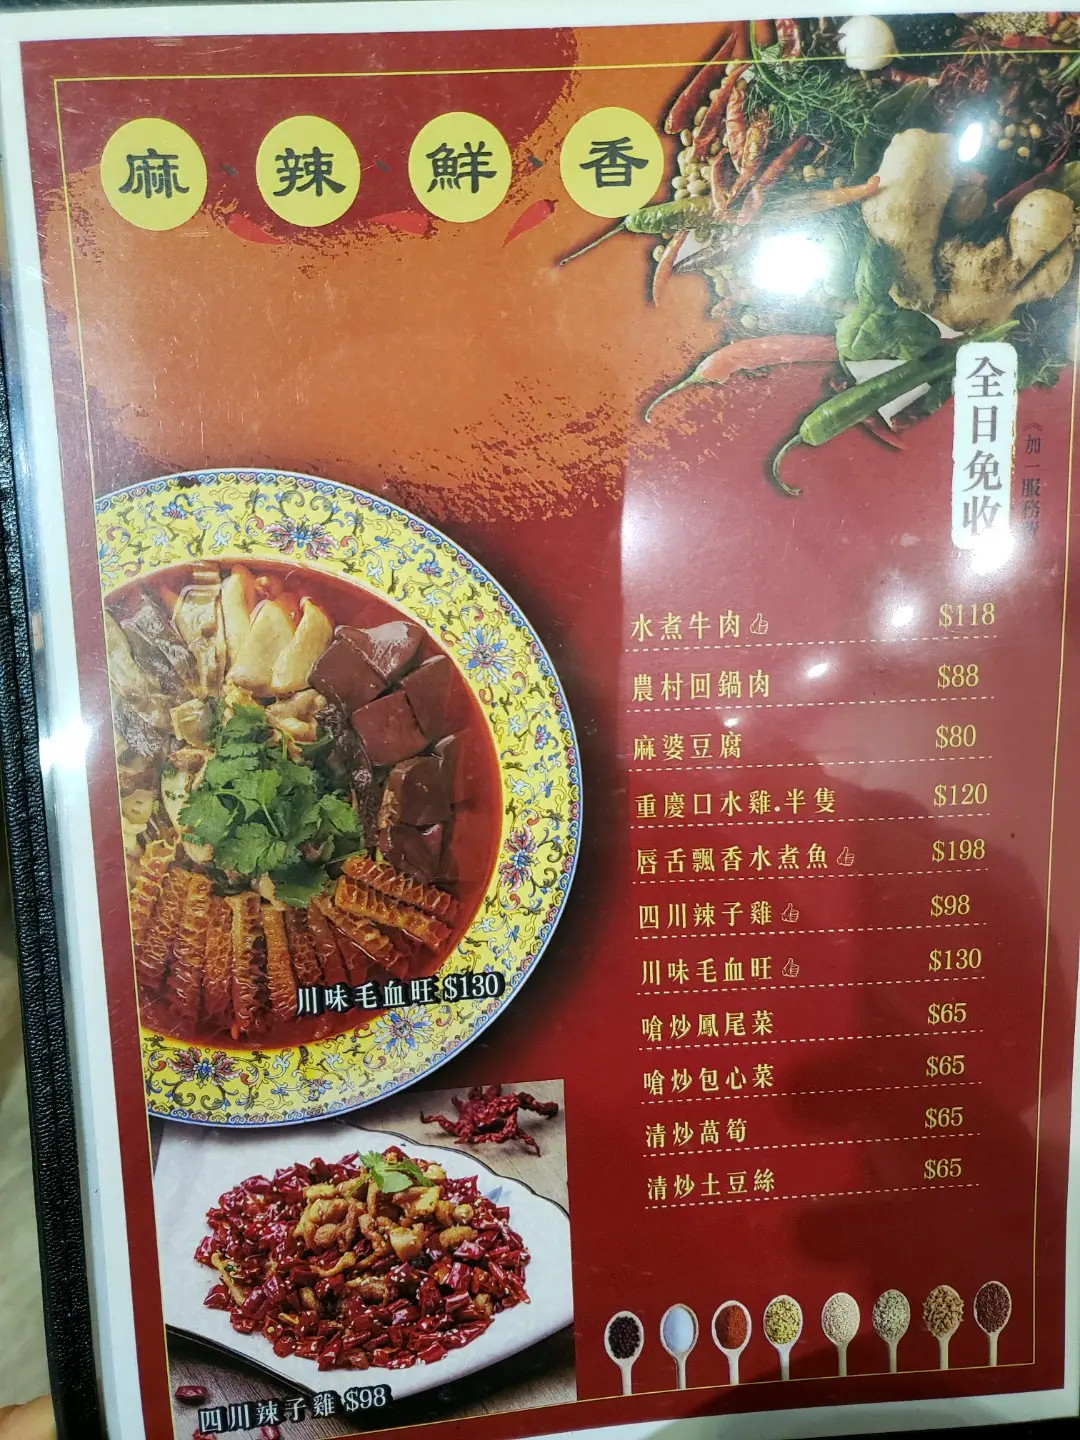 麻、辣、鮮、香
全日免收
《加一服務費
水煮牛肉 $118
農村回鍋肉 $88
麻婆豆腐 $80
重慶口水雞.半隻 $120
唇舌飄香水煮魚 $198
四川辣子雞 $98
川味毛血旺 $130
嗆炒鳳尾菜 $65
嗆炒包心菜 $65
清炒萵筍 $65
清炒土豆絲 $65
川味毛血旺 $130
四川辣子雞 $98